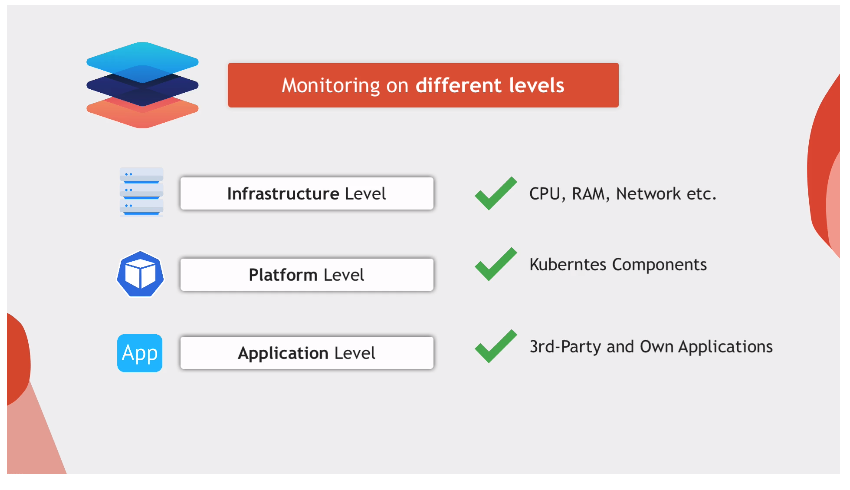 Monitoring on different levels
Infrastructure Level
CPU, RAM, Network etc.
Platform Level
Kuberntes Components
App
Application Level
3rd-Party and Own Applications